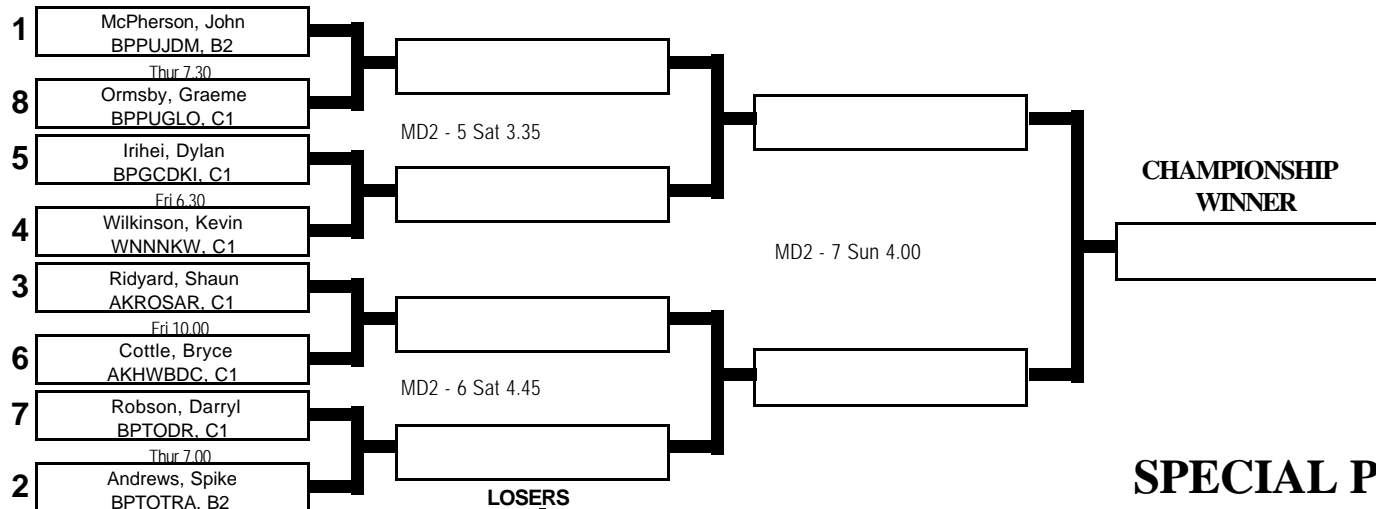 1
McPherson, John
BPPUJDM, B2
Thur 7.30
8
Ormsby, Graeme
BPPUGLO, C1
5
Irihei, Dylan
BPGCDKI, C1
Fri 6.30
4
Wilkinson, Kevin
WNNNKW, C1
3
Ridyard, Shaun
AKROSAR, C1
Fri 10.00
6
Cottle, Bryce
AKHWBDC, C1
7
Robson, Darryl
BPTODR, C1
Thur 7.00
2
Andrews, Spike
BPTOTRA, B2
MD2 - 5 Sat 3.35
MD2 - 6 Sat 4.45
LOSERS
MD2 - 7 Sun 4.00
CHAMPIONSHIP
WINNER
SPECIAL P